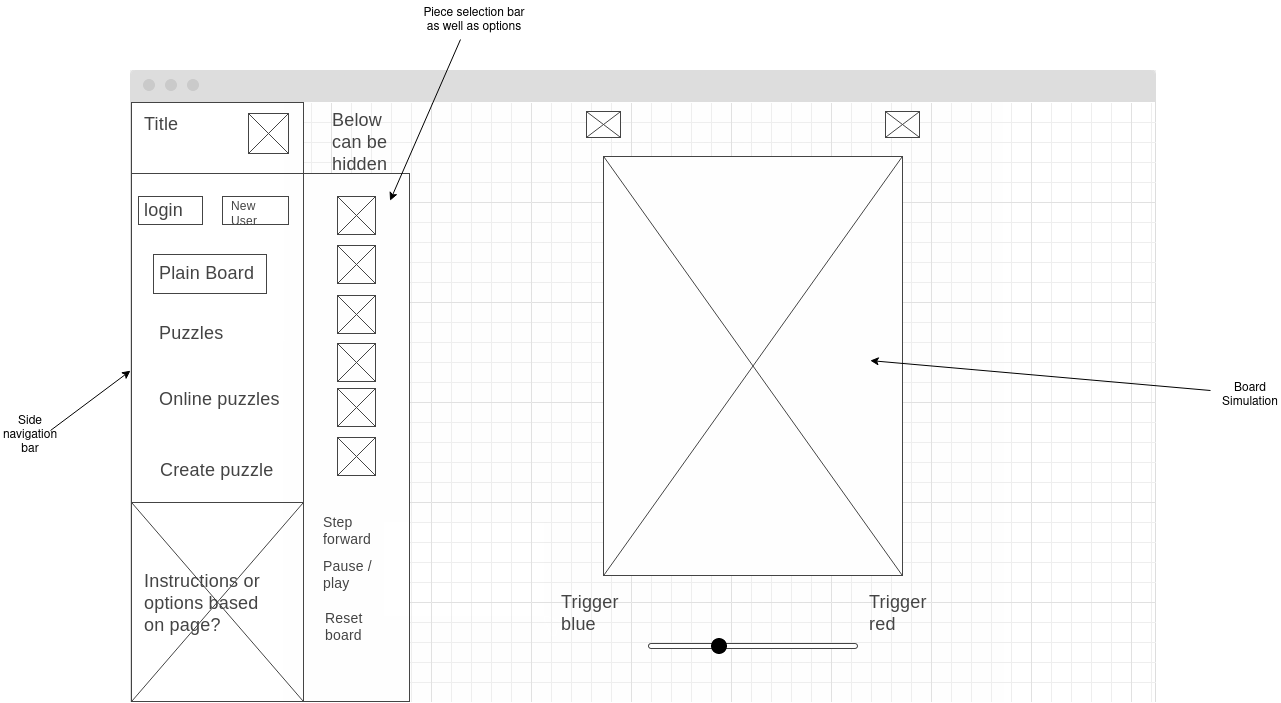 Piece selection bar
as well as options
Title
Below
can be
hidden
login
New
User
Plain Board
Puzzles
Online puzzles
Create puzzle
Side
navigation
bar
Instructions or
options based
on page?
Step
forward
Pause /
play
Reset
board
Trigger
blue
Trigger
red
Board
Simulation